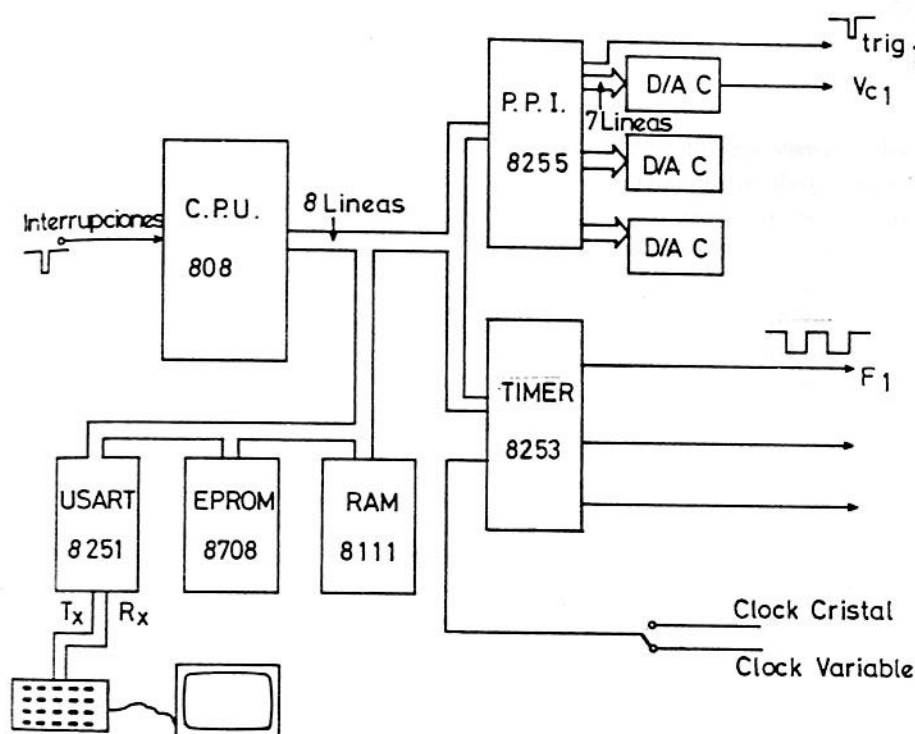 trig.
P.P.I.
8255
7 Lineas
D/A C
Vc1
D/A C
D/A C
C.P.U.
808
8 Lineas
Interrupciones
TIMER
8253
F1
USART
8251
EPROM
8708
RAM
8111
Tx
Rx
Clock Cristal
Clock Variable